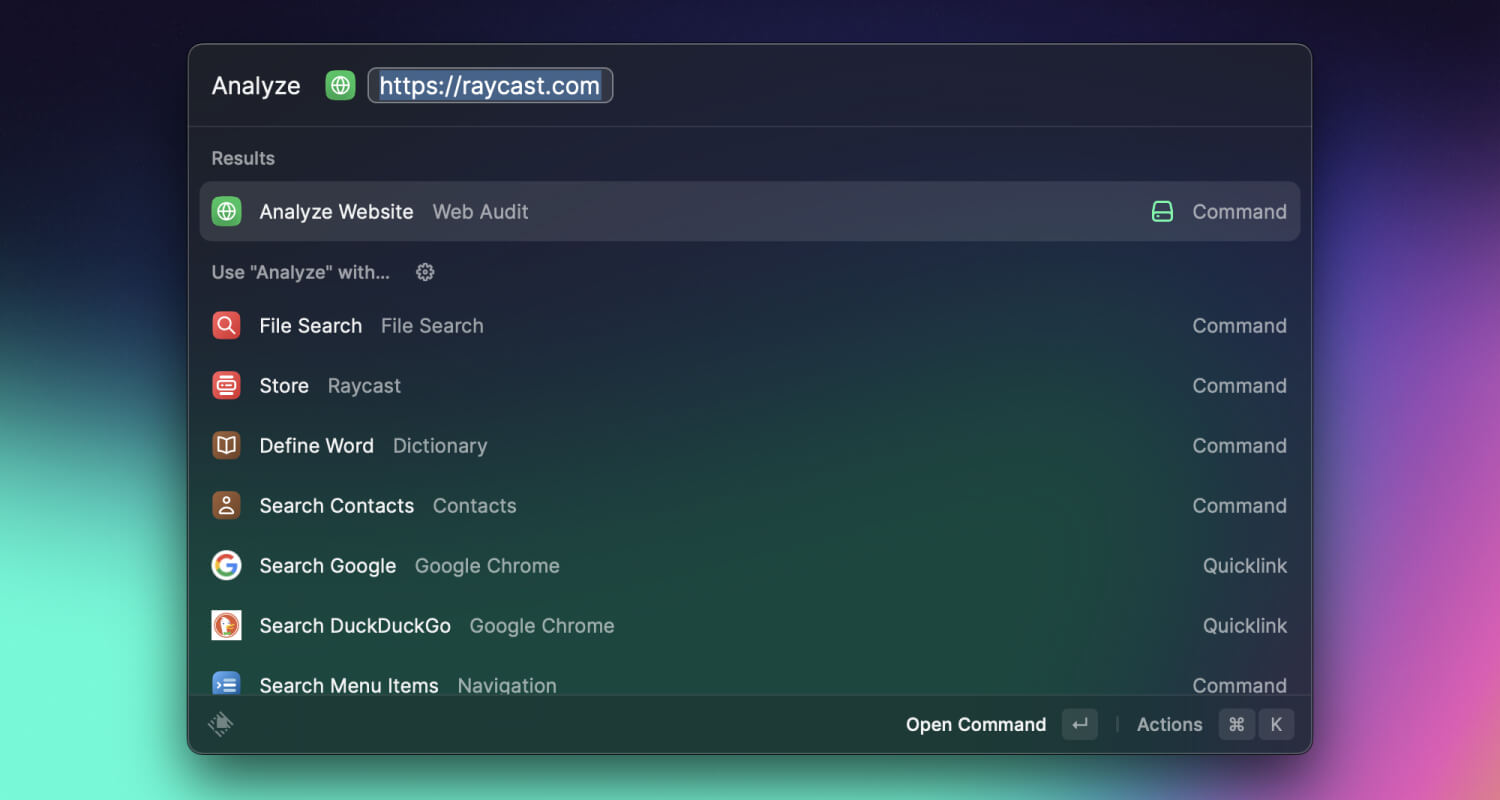 Analyze https://raycast.com
Results
Analyze Website Web Audit Command
Use "Analyze" with...
File Search File Search Command
Store Raycast Command
Define Word Dictionary Command
Search Contacts Contacts Command
Search Google Google Chrome Quicklink
Search DuckDuckGo Google Chrome Quicklink
Search Menu Items Navigation Command
Open Command ↵ Actions ⌘ K